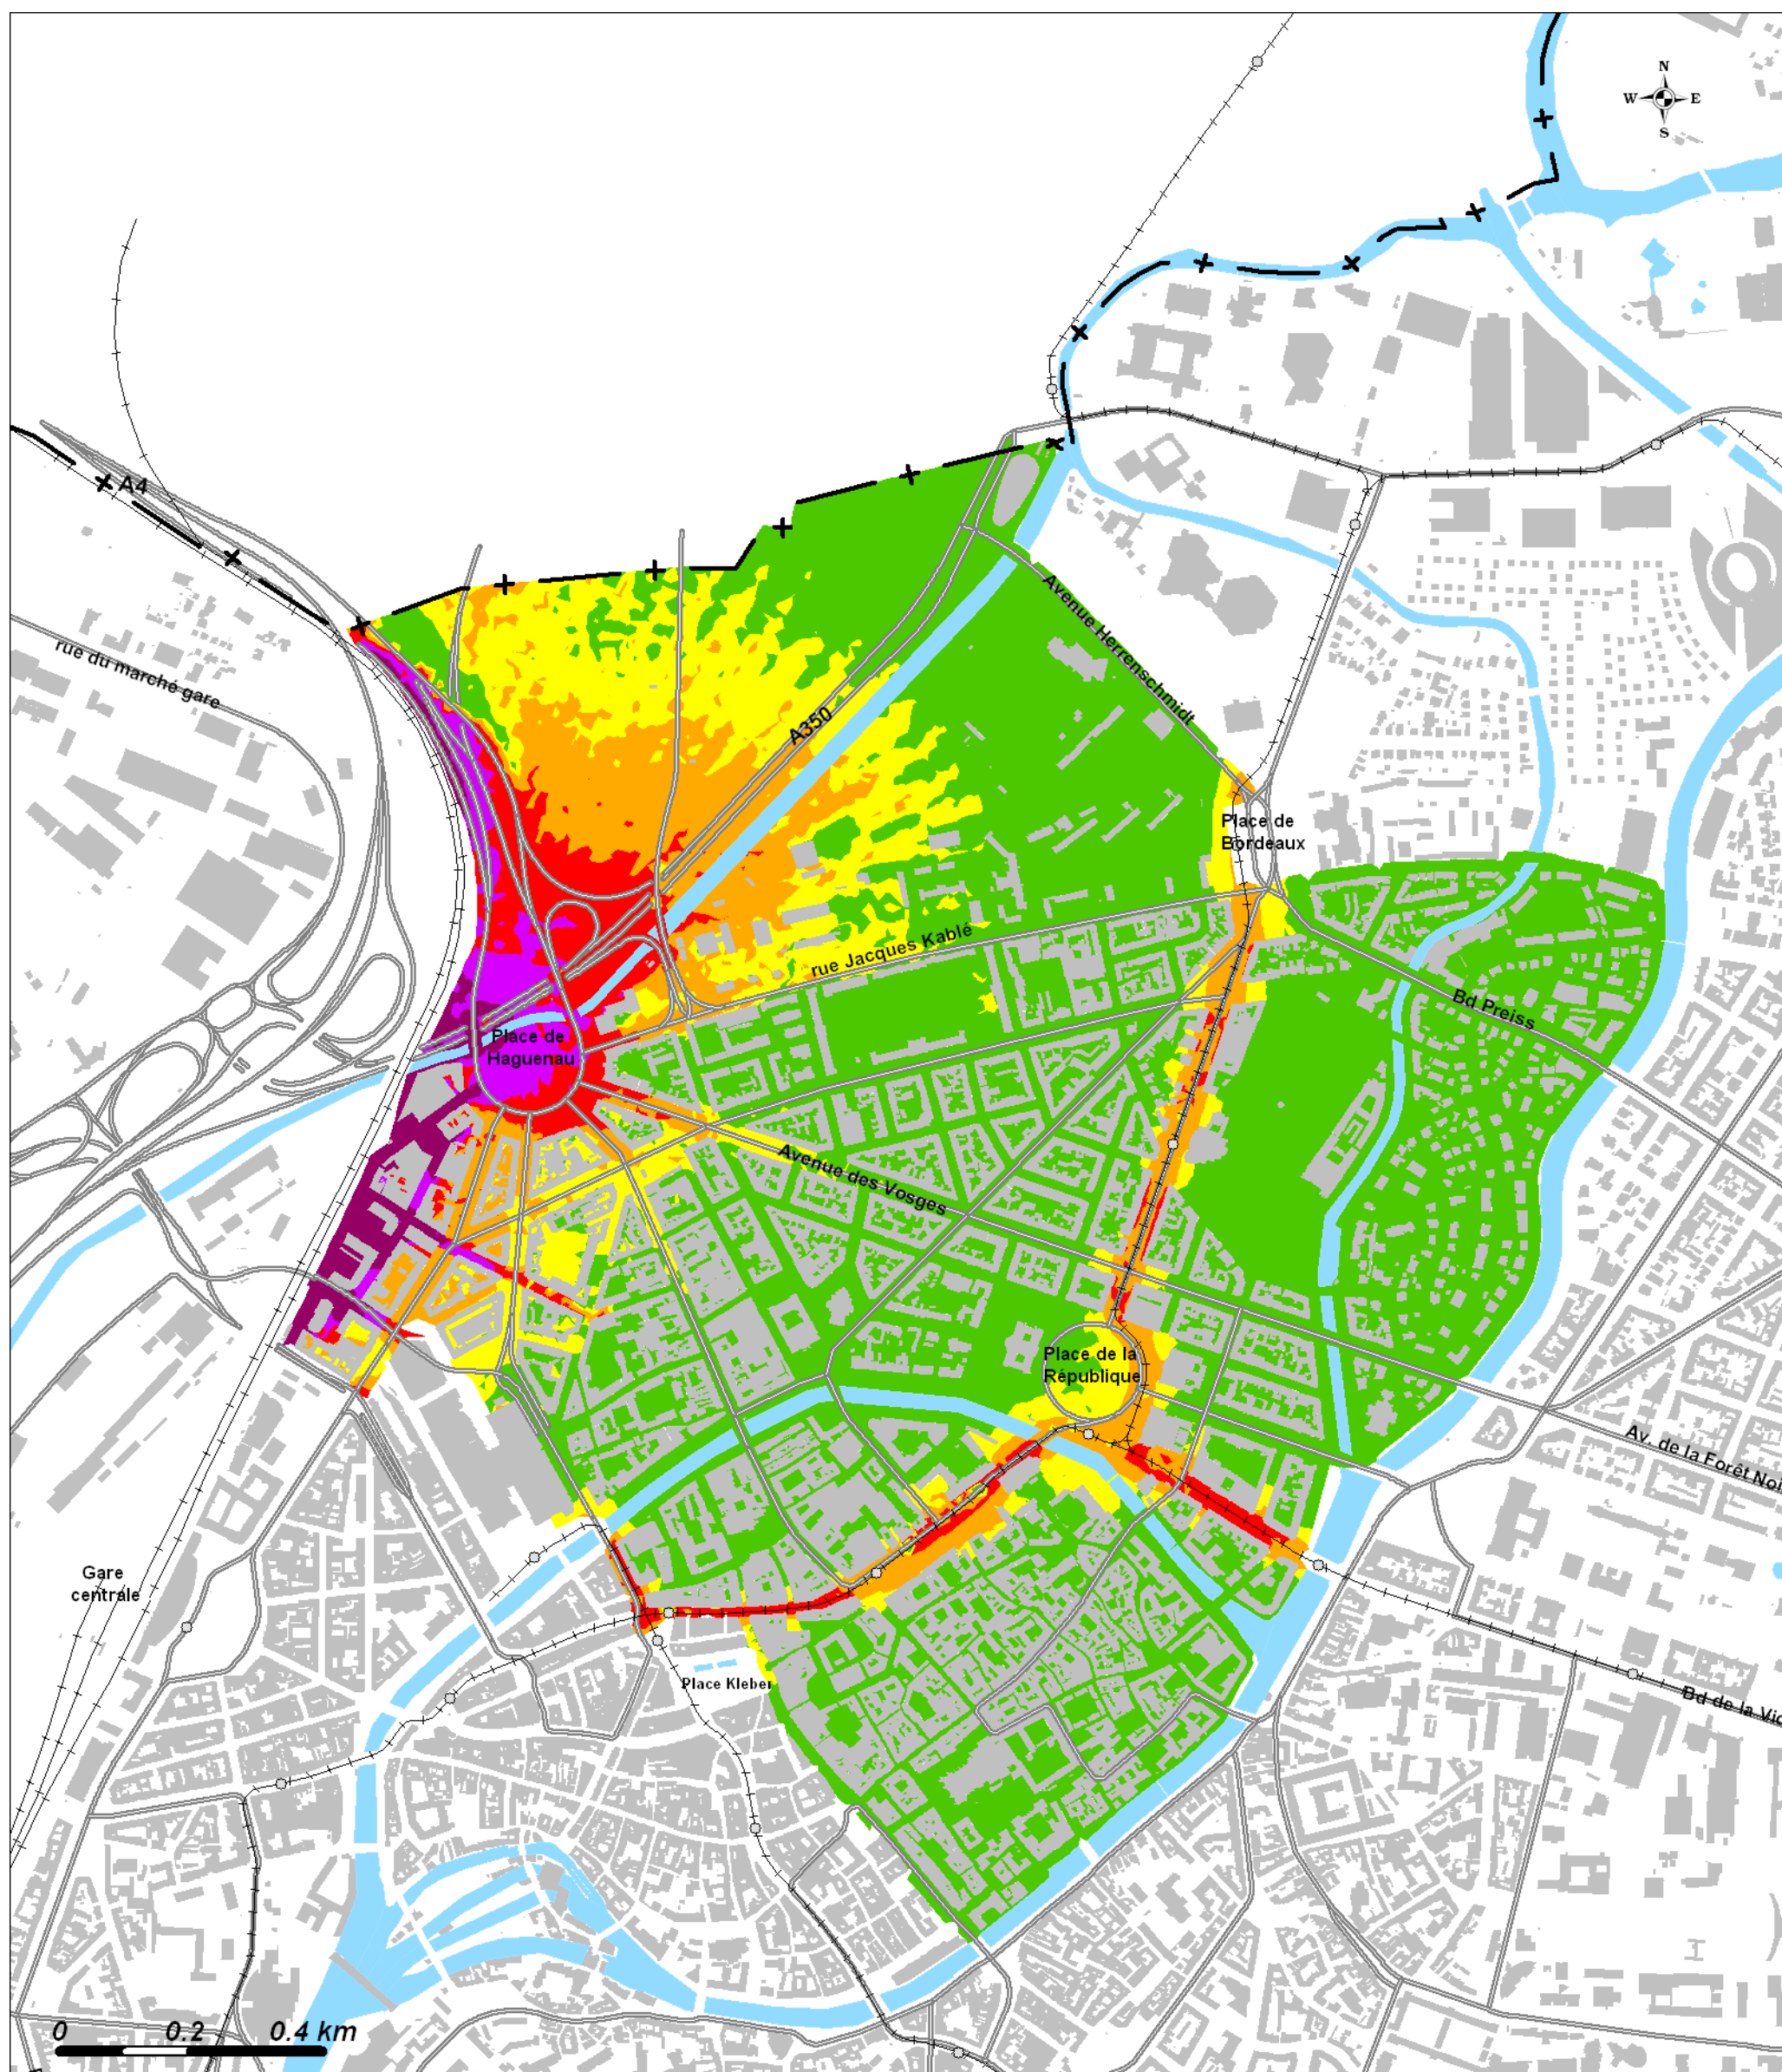 N
W E
S
A4
rue du marché gare
Avenue Herrenschmidt
A350
Place de
Bordeaux
rue Jacques Kablé
Bd Preiss
Place de
Haguenau
Avenue des Vosges
Place de la
République
Av. de la Forêt Noi
Gare
centrale
Place Kleber
Bd de la Vic
0 0.2 0.4 km